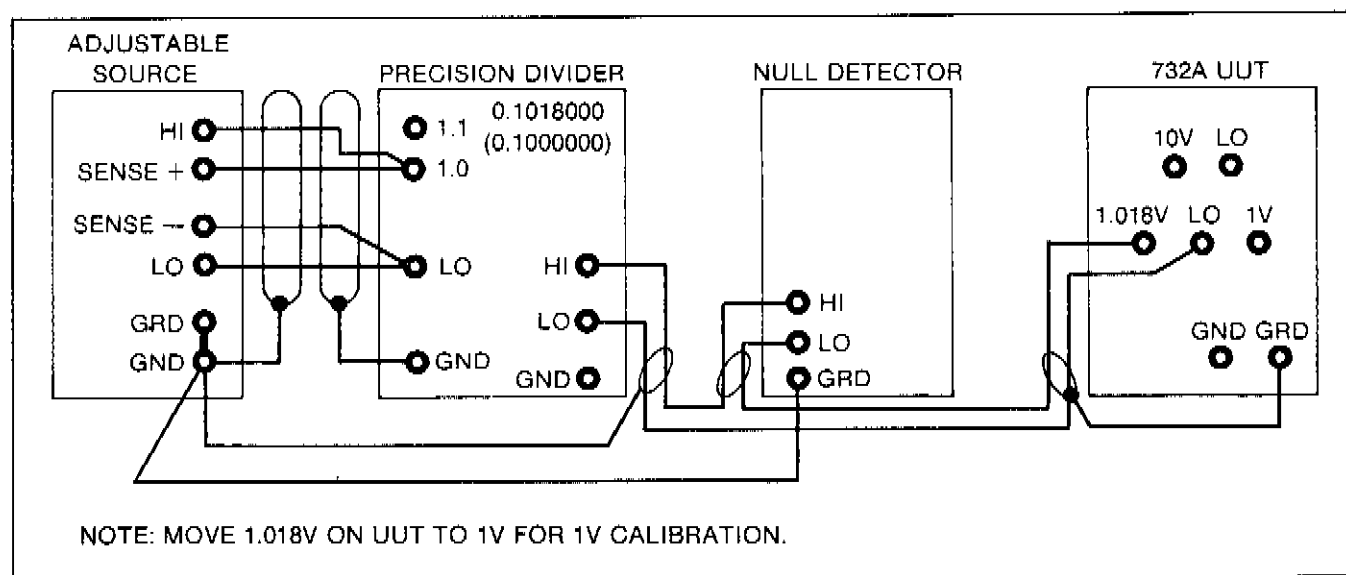 ADJUSTABLE
SOURCE
HI
SENSE +
SENSE –
LO
GRD
GND
PRECISION DIVIDER
1.1
0.1018000
(0.1000000)
1.0
LO
HI
LO
GND
GND
NULL DETECTOR
HI
LO
GRD
732A UUT
10V LO
1.018V LO 1V
GND GRD
NOTE: MOVE 1.018V ON UUT TO 1V FOR 1V CALIBRATION.